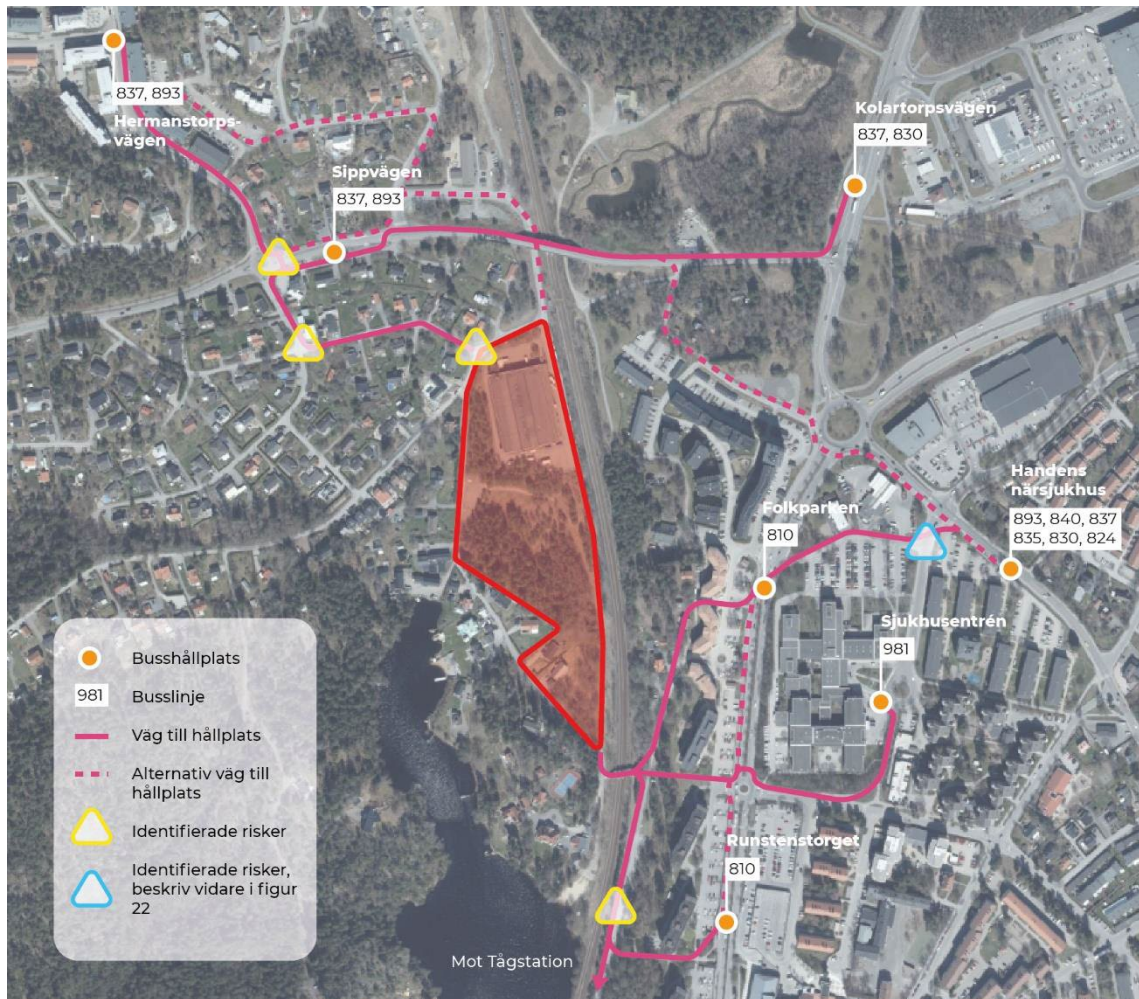 837, 893
Hermanstorps-
vägen
Sippvägen
837, 893
Kolartorpsvägen
837, 830
Handens
närsjukhus
893, 840, 837
835, 830, 824
Folkparken
810
Sjukhusentrén
981
Runstenstorget
810
Mot Tågstation
Busshållplats
981
Busslinje
Väg till hållplats
Alternativ väg till
hållplats
Identifierade risker
Identifierade risker,
beskriv vidare i figur
22